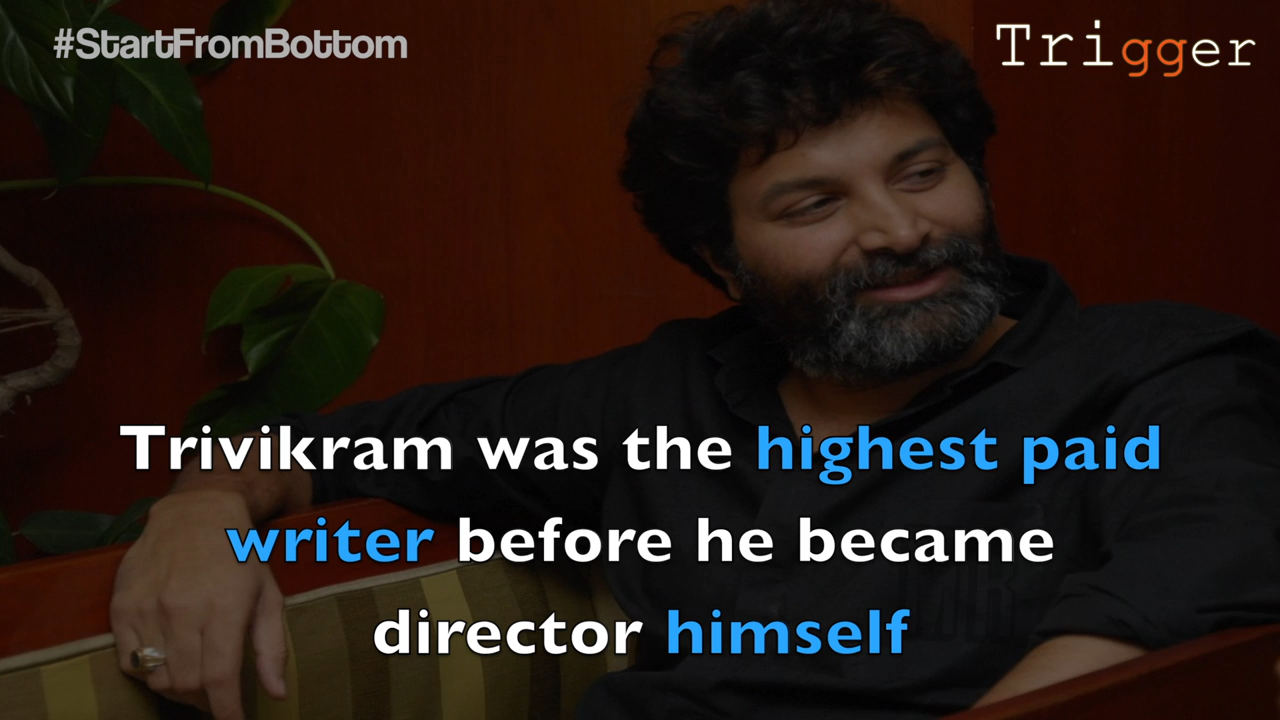 #StartFromBottom
Trigger
Trivikram was the highest paid
writer before he became
director himself